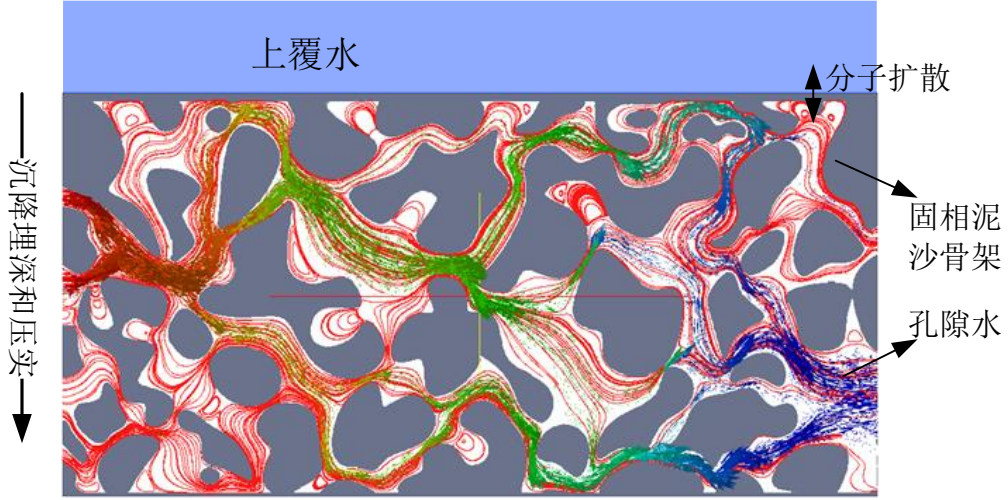 上覆水
分子扩散
沉降埋深和压实
固相泥
沙骨架
孔隙水